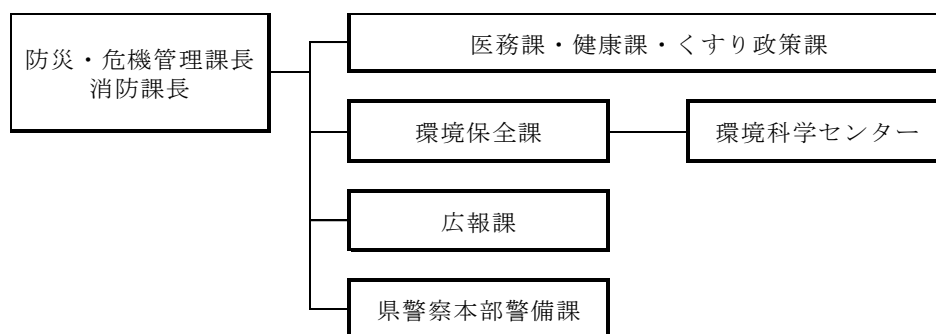 防災・危機管理課長
消防課長
医務課・健康課・くすり政策課
環境保全課
環境科学センター
広報課
県警察本部警備課